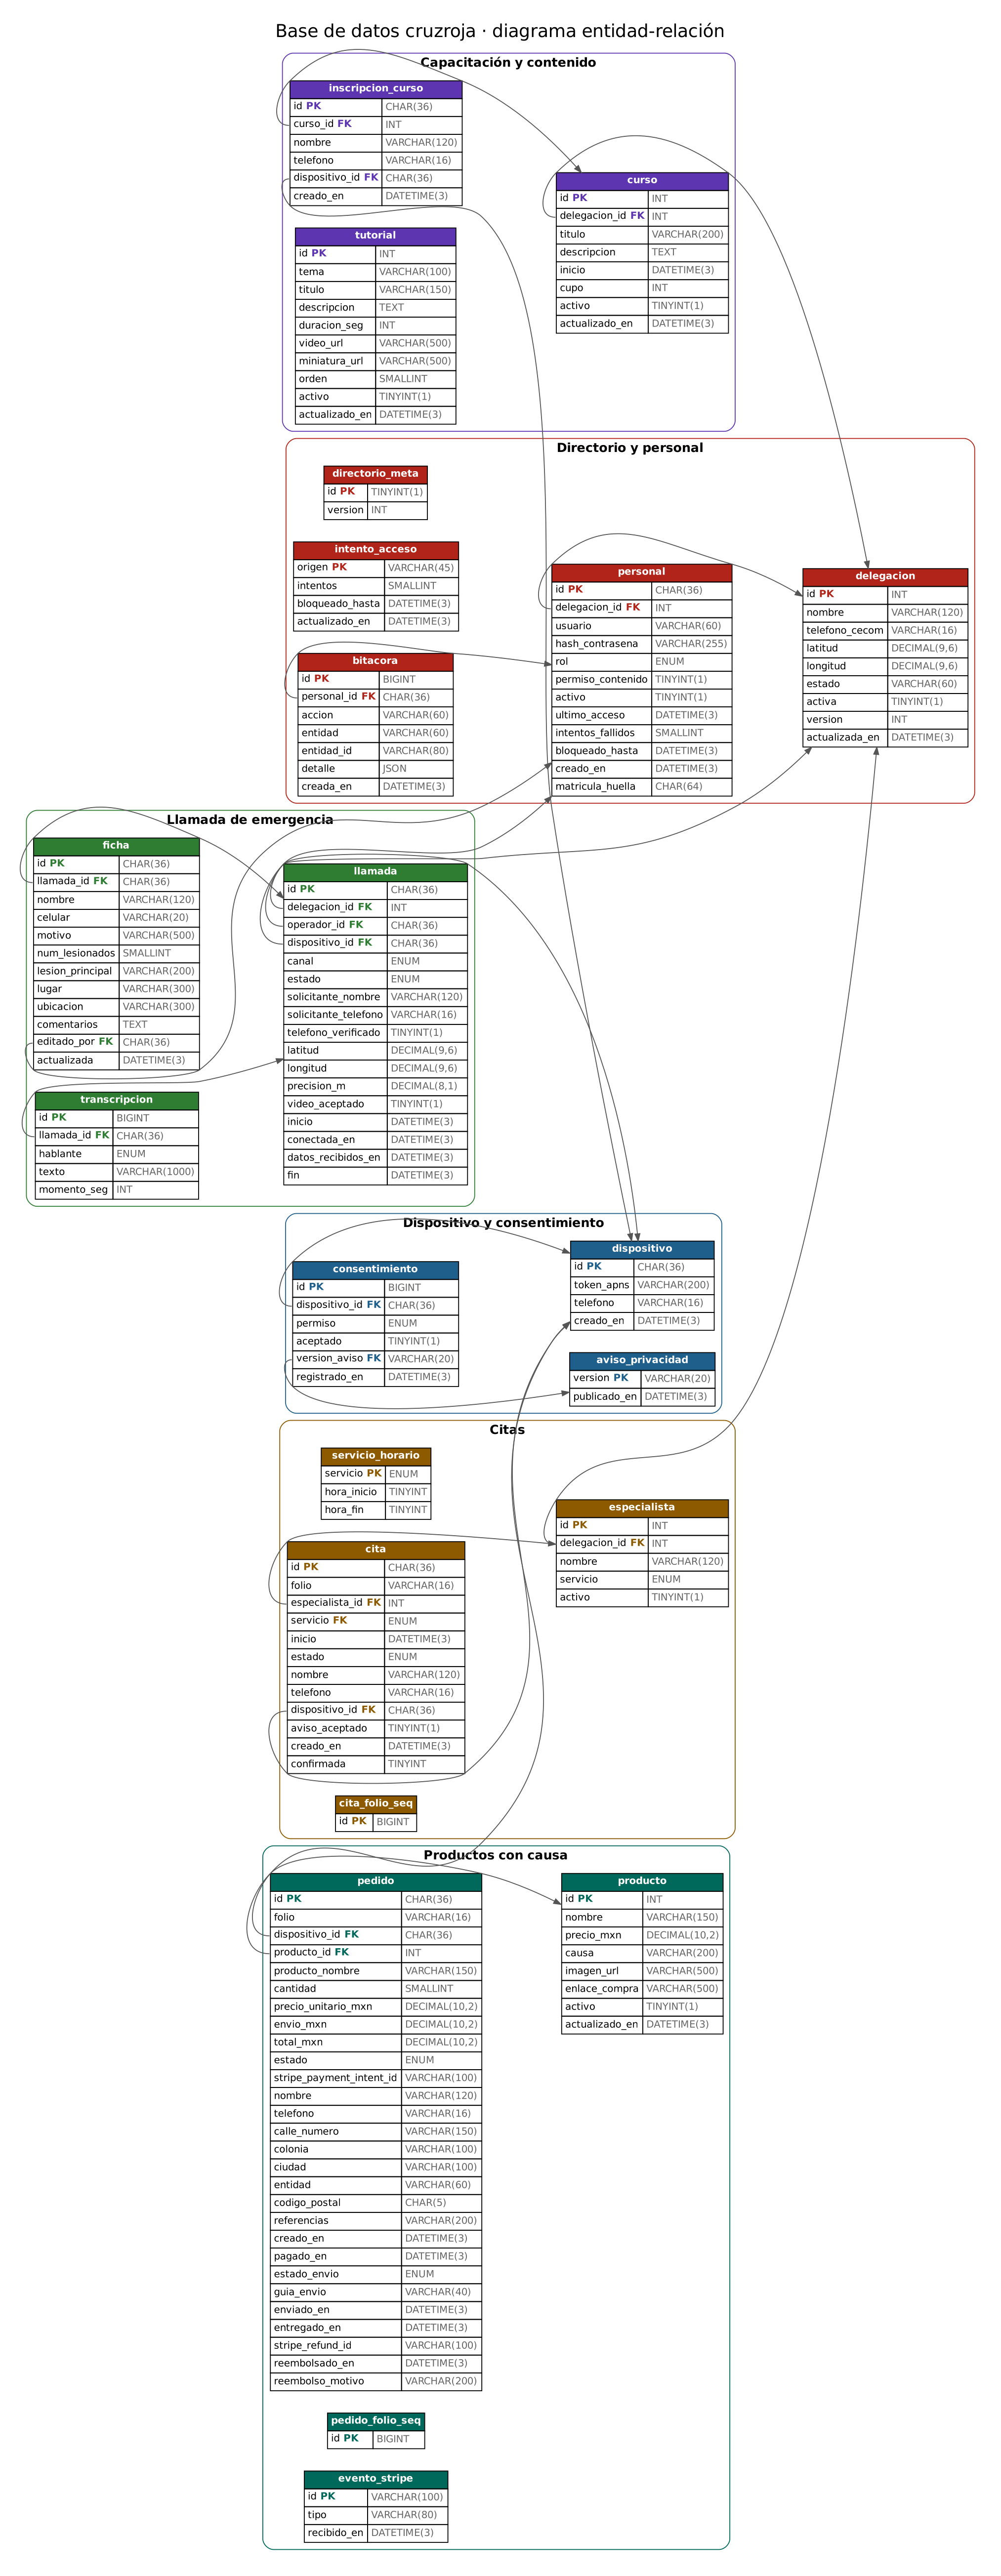 Base de datos cruzroja · diagrama entidad-relación
Capacitación y contenido
inscripcion_curso
id PK CHAR(36)
curso_id FK INT
nombre VARCHAR(120)
telefono VARCHAR(16)
dispositivo_id FK CHAR(36)
creado_en DATETIME(3)
curso
id PK INT
delegacion_id FK INT
titulo VARCHAR(200)
descripcion TEXT
inicio DATETIME(3)
cupo INT
activo TINYINT(1)
actualizado_en DATETIME(3)
tutorial
id PK INT
tema VARCHAR(100)
titulo VARCHAR(150)
descripcion TEXT
duracion_seg INT
video_url VARCHAR(500)
miniatura_url VARCHAR(500)
orden SMALLINT
activo TINYINT(1)
actualizado_en DATETIME(3)
Directorio y personal
directorio_meta
id PK TINYINT(1)
version INT
intento_acceso
origen PK VARCHAR(45)
intentos SMALLINT
bloqueado_hasta DATETIME(3)
actualizado_en DATETIME(3)
bitacora
id PK BIGINT
personal_id FK CHAR(36)
accion VARCHAR(60)
entidad VARCHAR(60)
entidad_id VARCHAR(80)
detalle JSON
creada_en DATETIME(3)
personal
id PK CHAR(36)
delegacion_id FK INT
usuario VARCHAR(60)
hash_contrasena VARCHAR(255)
rol ENUM
permiso_contenido TINYINT(1)
activo TINYINT(1)
ultimo_acceso DATETIME(3)
intentos_fallidos SMALLINT
bloqueado_hasta DATETIME(3)
creado_en DATETIME(3)
matricula_huella CHAR(64)
delegacion
id PK INT
nombre VARCHAR(120)
telefono_cecom VARCHAR(16)
latitud DECIMAL(9,6)
longitud DECIMAL(9,6)
estado VARCHAR(60)
activa TINYINT(1)
version INT
actualizada_en DATETIME(3)
Llamada de emergencia
ficha
id PK CHAR(36)
llamada_id FK CHAR(36)
nombre VARCHAR(120)
celular VARCHAR(20)
motivo VARCHAR(500)
num_lesionados SMALLINT
lesion_principal VARCHAR(200)
lugar VARCHAR(300)
ubicacion VARCHAR(300)
comentarios TEXT
editado_por FK CHAR(36)
actualizada DATETIME(3)
transcripcion
id PK BIGINT
llamada_id FK CHAR(36)
hablante ENUM
texto VARCHAR(1000)
momento_seg INT
llamada
id PK CHAR(36)
delegacion_id FK INT
operador_id FK CHAR(36)
dispositivo_id FK CHAR(36)
canal ENUM
estado ENUM
solicitante_nombre VARCHAR(120)
solicitante_telefono VARCHAR(16)
telefono_verificado TINYINT(1)
latitud DECIMAL(9,6)
longitud DECIMAL(9,6)
precision_m DECIMAL(8,1)
video_aceptado TINYINT(1)
inicio DATETIME(3)
conectada_en DATETIME(3)
datos_recibidos_en DATETIME(3)
fin DATETIME(3)
Dispositivo y consentimiento
consentimiento
id PK BIGINT
dispositivo_id FK CHAR(36)
permiso ENUM
aceptado TINYINT(1)
version_aviso FK VARCHAR(20)
registrado_en DATETIME(3)
dispositivo
id PK CHAR(36)
token_apns VARCHAR(200)
telefono VARCHAR(16)
creado_en DATETIME(3)
aviso_privacidad
version PK VARCHAR(20)
publicado_en DATETIME(3)
Citas
servicio_horario
servicio PK ENUM
hora_inicio TINYINT
hora_fin TINYINT
cita
id PK CHAR(36)
folio VARCHAR(16)
especialista_id FK INT
servicio FK ENUM
inicio DATETIME(3)
estado ENUM
nombre VARCHAR(120)
telefono VARCHAR(16)
dispositivo_id FK CHAR(36)
aviso_aceptado TINYINT(1)
creado_en DATETIME(3)
confirmada TINYINT
especialista
id PK INT
delegacion_id FK INT
nombre VARCHAR(120)
servicio ENUM
activo TINYINT(1)
cita_folio_seq
id PK BIGINT
Productos con causa
pedido
id PK CHAR(36)
folio VARCHAR(16)
dispositivo_id FK CHAR(36)
producto_id FK INT
producto_nombre VARCHAR(150)
cantidad SMALLINT
precio_unitario_mxn DECIMAL(10,2)
envio_mxn DECIMAL(10,2)
total_mxn DECIMAL(10,2)
estado ENUM
stripe_payment_intent_id VARCHAR(100)
nombre VARCHAR(120)
telefono VARCHAR(16)
calle_numero VARCHAR(150)
colonia VARCHAR(100)
ciudad VARCHAR(100)
entidad VARCHAR(60)
codigo_postal CHAR(5)
referencias VARCHAR(200)
creado_en DATETIME(3)
pagado_en DATETIME(3)
estado_envio ENUM
guia_envio VARCHAR(40)
enviado_en DATETIME(3)
entregado_en DATETIME(3)
stripe_refund_id VARCHAR(100)
reembolsado_en DATETIME(3)
reembolso_motivo VARCHAR(200)
producto
id PK INT
nombre VARCHAR(150)
precio_mxn DECIMAL(10,2)
causa VARCHAR(200)
imagen_url VARCHAR(500)
enlace_compra VARCHAR(500)
activo TINYINT(1)
actualizado_en DATETIME(3)
pedido_folio_seq
id PK BIGINT
evento_stripe
id PK VARCHAR(100)
tipo VARCHAR(80)
recibido_en DATETIME(3)